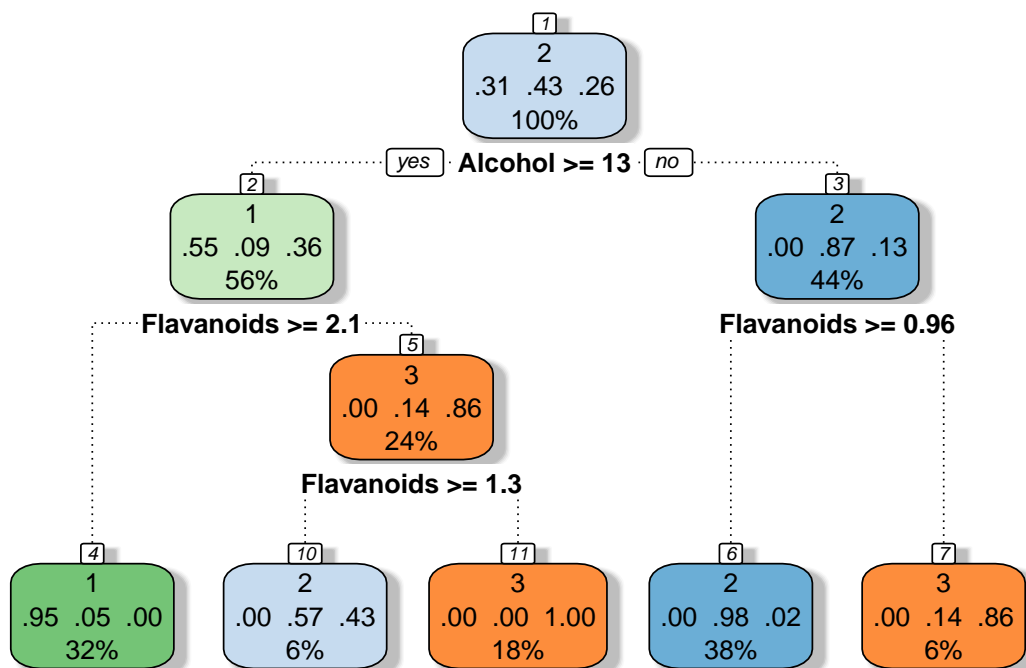 1
2
.31 .43 .26
100%
yes Alcohol >= 13 no
2 3
1 2
.55 .09 .36 .00 .87 .13
56% 44%
Flavanoids >= 2.1 Flavanoids >= 0.96
5
3
.00 .14 .86
24%
Flavanoids >= 1.3
4 10 11 6 7
1 2 3 2 3
.95 .05 .00 .00 .57 .43 .00 .00 1.00 .00 .98 .02 .00 .14 .86
32% 6% 18% 38% 6%